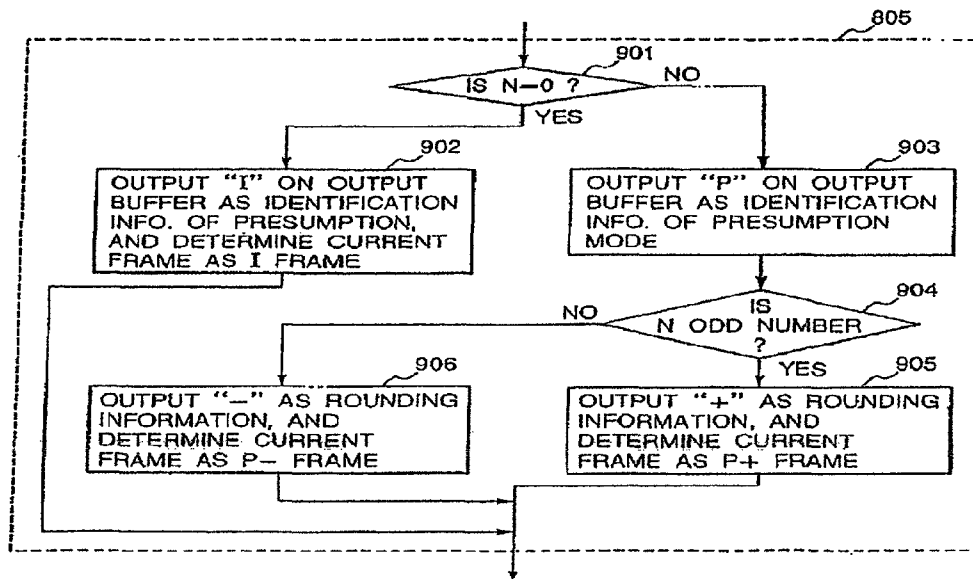 805
901
IS N-0 ?
NO
YES
902
OUTPUT "I" ON OUTPUT
BUFFER AS IDENTIFICATION
INFO. OF PRESUMPTION,
AND DETERMINE CURRENT
FRAME AS I FRAME
903
OUTPUT "P" ON OUTPUT
BUFFER AS IDENTIFICATION
INFO. OF PRESUMPTION
MODE
904
IS
N ODD NUMBER
?
NO
YES
906
OUTPUT "-" AS ROUNDING
INFORMATION, AND
DETERMINE CURRENT
FRAME AS P- FRAME
905
OUTPUT "+" AS ROUNDING
INFORMATION, AND
DETERMINE CURRENT
FRAME AS P+ FRAME